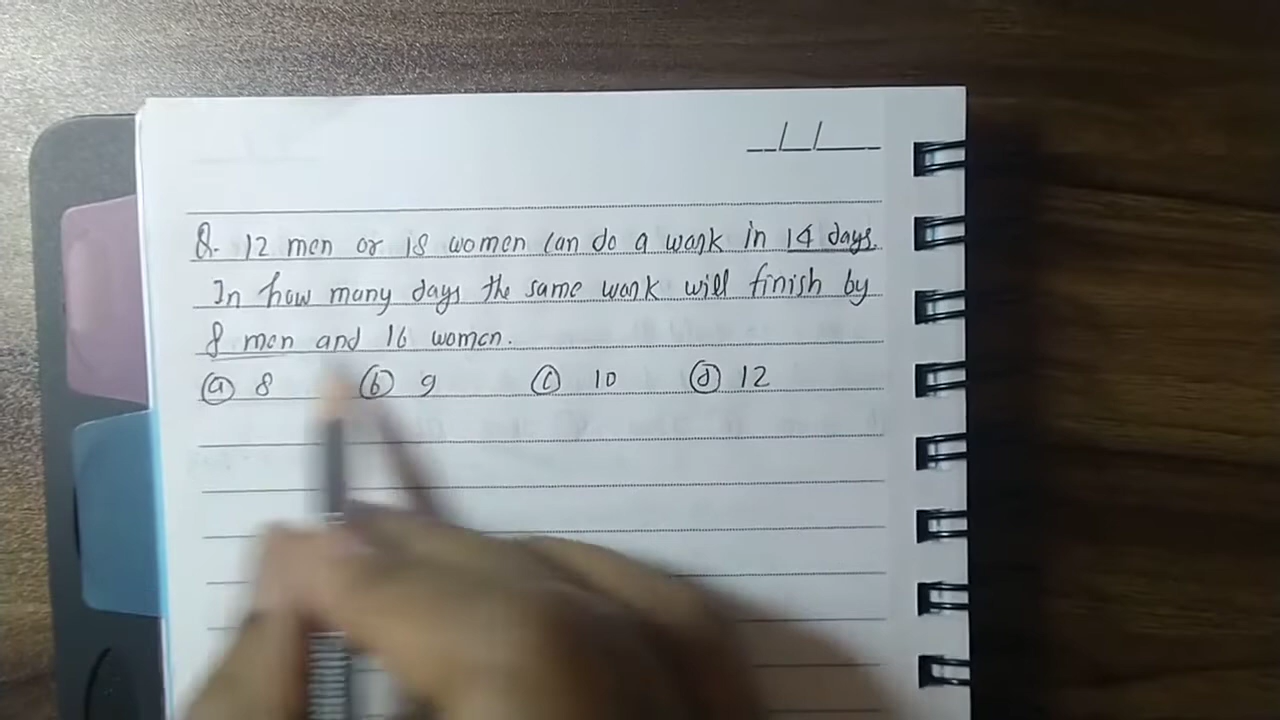 __/__/____
Q. 12 men or 18 women can do a work in 14 days.
In how many days the same work will finish by
8 men and 16 women.
(a) 8 (b) 9 (c) 10 (d) 12